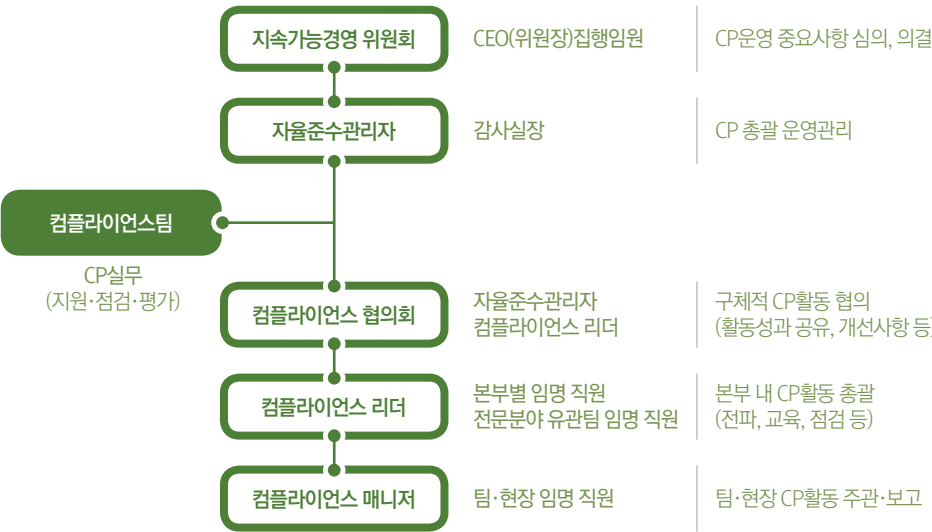 지속가능경영 위원회
CEO(위원장)집행임원
CP운영 중요사항 심의, 의결
자율준수관리자
감사실장
CP 총괄 운영관리
컴플라이언스팀
CP실무
(지원·점검·평가)
컴플라이언스 협의회
자율준수관리자
컴플라이언스 리더
구체적 CP활동 협의
(활동성과 공유, 개선사항 등)
컴플라이언스 리더
본부별 임명 직원
전문분야 유관팀 임명 직원
본부 내 CP활동 총괄
(전파, 교육, 점검 등)
컴플라이언스 매니저
팀·현장 임명 직원
팀·현장 CP활동 주관·보고